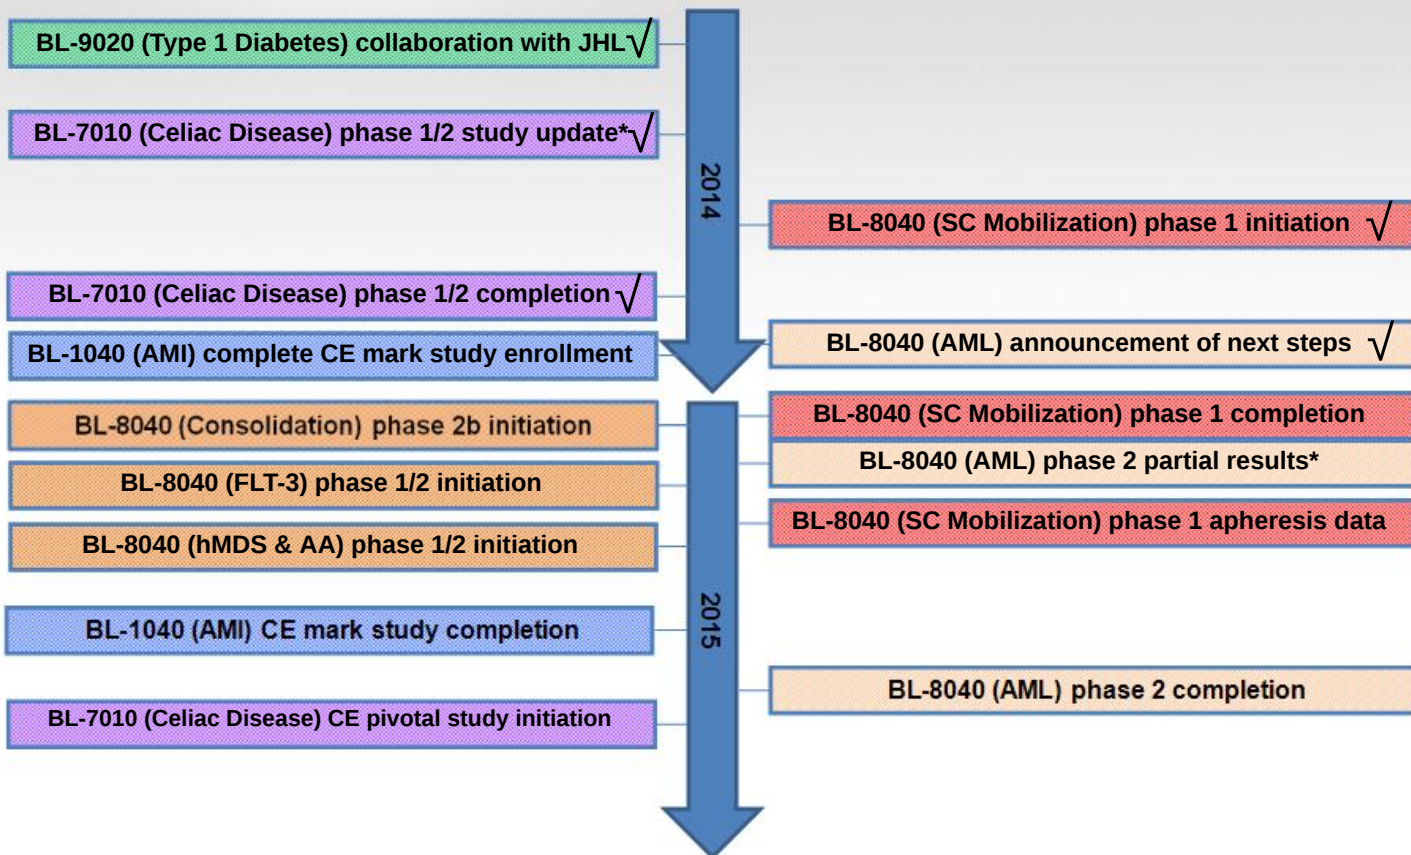 BL-9020 (Type 1 Diabetes) collaboration with JHL √
BL-7010 (Celiac Disease) phase 1/2 study update* √
2014
BL-8040 (SC Mobilization) phase 1 initiation √
BL-7010 (Celiac Disease) phase 1/2 completion √
BL-8040 (AML) announcement of next steps √
BL-1040 (AMI) complete CE mark study enrollment
BL-8040 (SC Mobilization) phase 1 completion
BL-8040 (Consolidation) phase 2b initiation
BL-8040 (AML) phase 2 partial results*
BL-8040 (FLT-3) phase 1/2 initiation
BL-8040 (SC Mobilization) phase 1 apheresis data
BL-8040 (hMDS & AA) phase 1/2 initiation
2015
BL-1040 (AMI) CE mark study completion
BL-8040 (AML) phase 2 completion
BL-7010 (Celiac Disease) CE pivotal study initiation